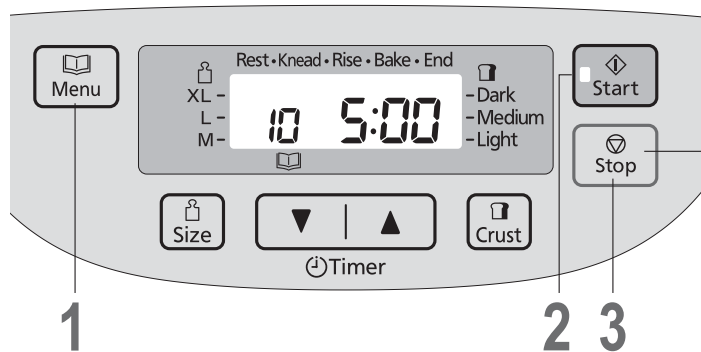 Menu
Rest • Knead • Rise • Bake • End
XL –
L –
M –
10 5:00
– Dark
– Medium
– Light
Start
Stop
Size
▼ | ▲
Crust
Timer
1 2 3